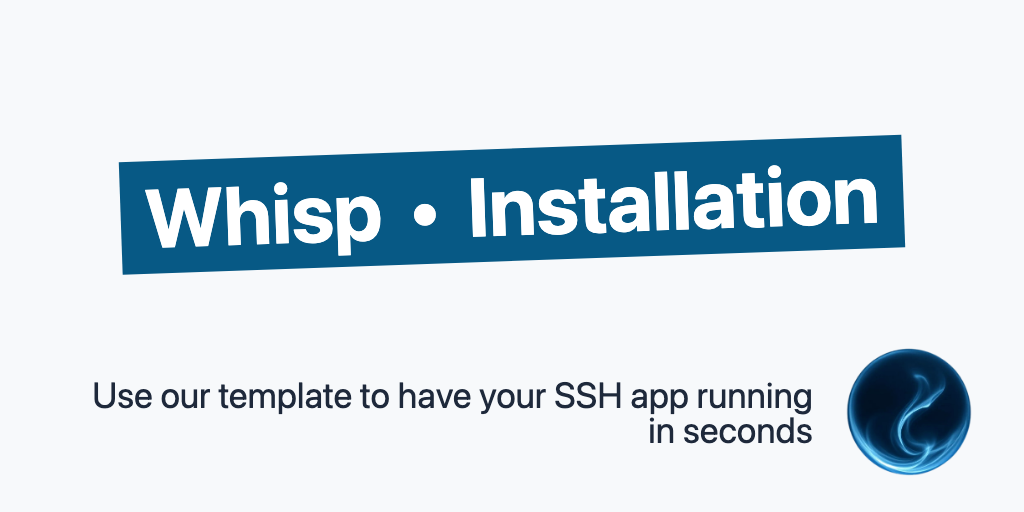 Whisp • Installation
Use our template to have your SSH app running
in seconds